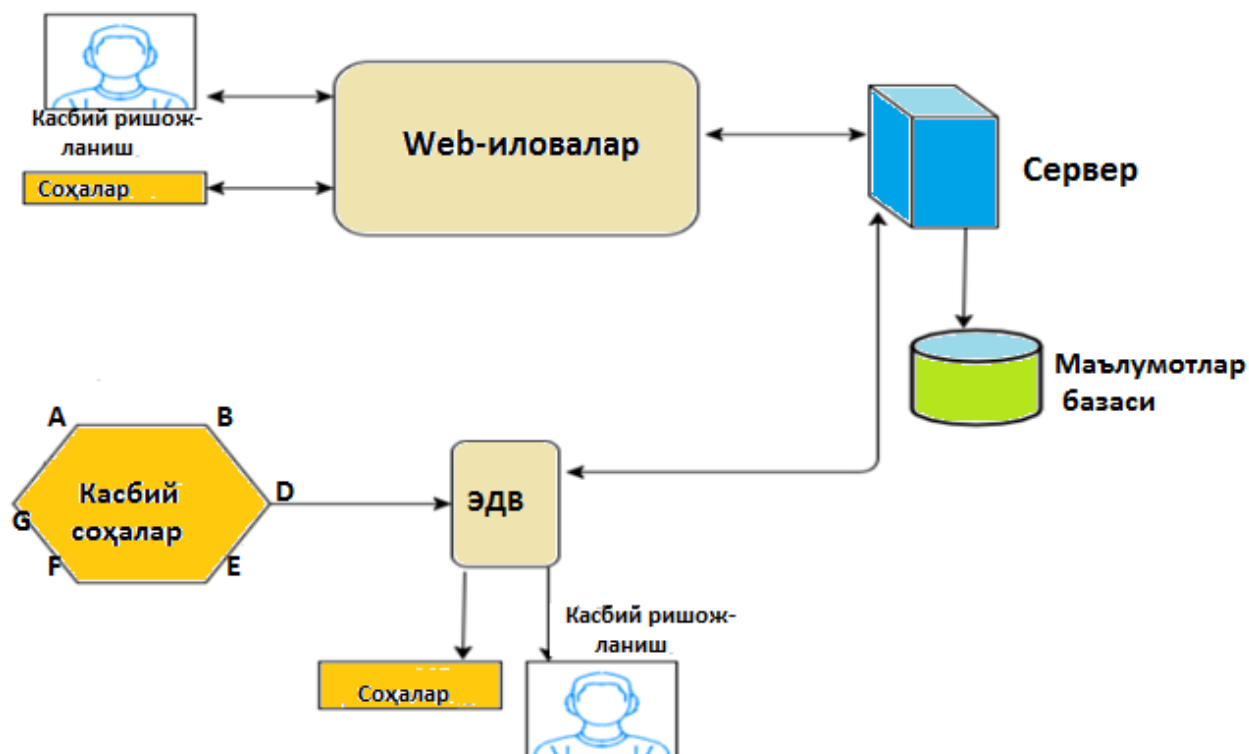 Касбий ришож-
ланиш
Соҳалар
Web-иловалар
Сервер
Маълумотлар
базаси
A
B
Касбий
соҳалар
D
G
F
E
ЭДВ
Касбий ришож-
ланиш
Соҳалар